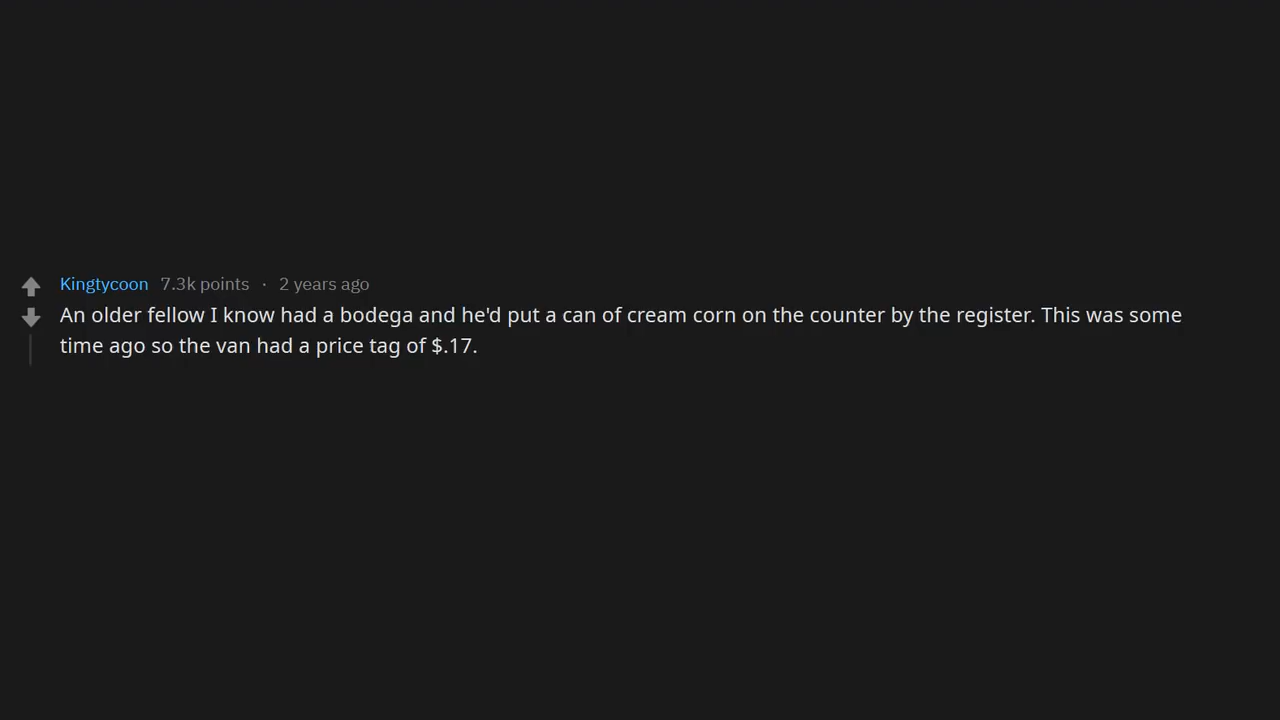 Kingtycoon 7.3k points · 2 years ago
An older fellow I know had a bodega and he'd put a can of cream corn on the counter by the register. This was some
time ago so the van had a price tag of $.17.